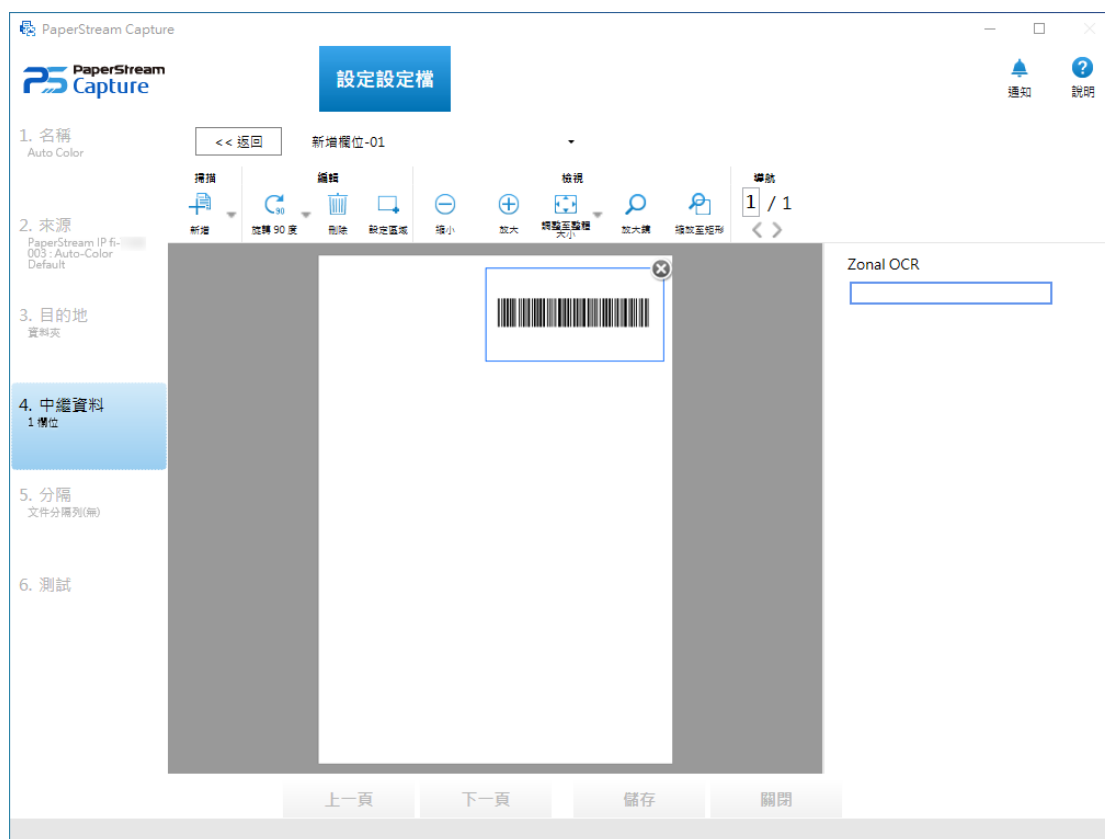 PaperStream Capture
PS PaperStream Capture
設定設定檔
通知
說明
1. 名稱
Auto Color
2. 來源
PaperStream IP fi-
003 : Auto-Color
Default
3. 目的地
資料夾
4. 中繼資料
1 欄位
5. 分隔
文件分隔列(無)
6. 測試
<< 返回
新增欄位-01
掃描
編輯
檢視
導航
新增
旋轉 90 度
刪除
設定區域
縮小
放大
調整至整體大小
放大鏡
縮放至矩形
90
1 / 1
Zonal OCR
上一頁
下一頁
儲存
關閉